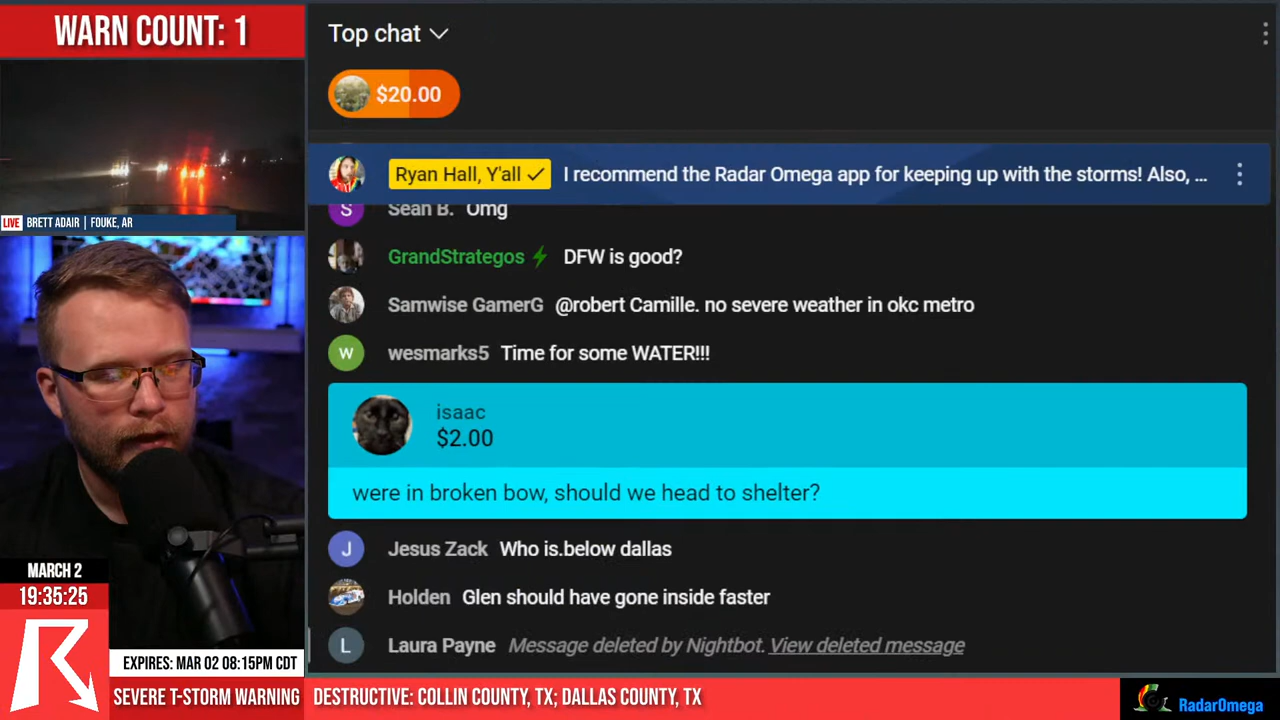 WARN COUNT: 1
LIVE BRETT ADAIR | FOUKE, AR
MARCH 2
19:35:25
Top chat
$20.00
Ryan Hall, Y'all I recommend the Radar Omega app for keeping up with the storms! Also, ...
S Sean B. Omg
GrandStrategos DFW is good?
Samwise GamerG @robert Camille. no severe weather in okc metro
W wesmarks5 Time for some WATER!!!
isaac
$2.00
were in broken bow, should we head to shelter?
J Jesus Zack Who is.below dallas
Holden Glen should have gone inside faster
L Laura Payne Message deleted by Nightbot. View deleted message
EXPIRES: MAR 02 08:15PM CDT
SEVERE T-STORM WARNING DESTRUCTIVE: COLLIN COUNTY, TX; DALLAS COUNTY, TX
RadarOmega